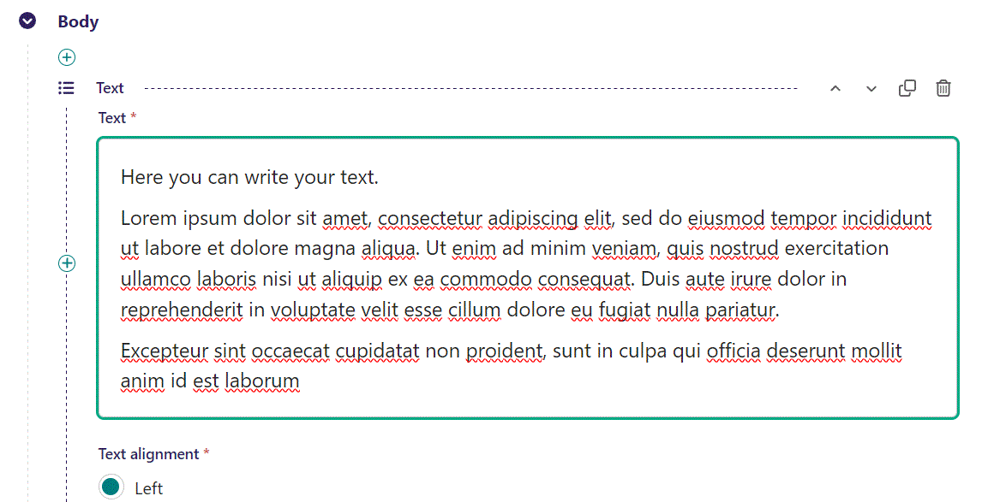 Body
Text
Text *
Here you can write your text.
Lorem ipsum dolor sit amet, consectetur adipiscing elit, sed do eiusmod tempor incididunt
ut labore et dolore magna aliqua. Ut enim ad minim veniam, quis nostrud exercitation
ullamco laboris nisi ut aliquip ex ea commodo consequat. Duis aute irure dolor in
reprehenderit in voluptate velit esse cillum dolore eu fugiat nulla pariatur.
Excepteur sint occaecat cupidatat non proident, sunt in culpa qui officia deserunt mollit
anim id est laborum
Text alignment *
Left